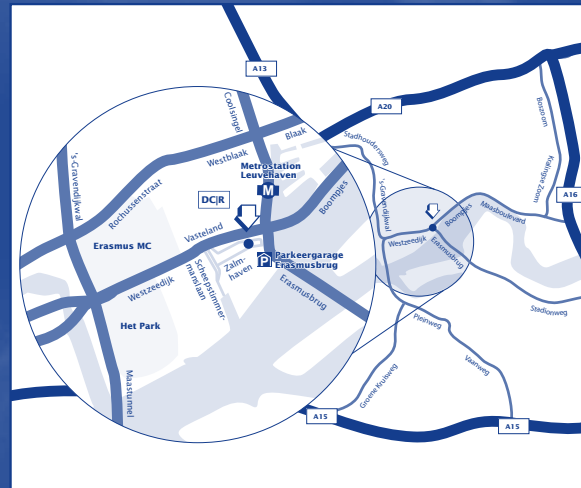 A13
A20
Coolsingel
Blaak
Westblaak
Stadhoudersweg
Boszoom
's-Gravendijkwal
Metrostation
Leuvehaven
M
Kralingse Zoom
Rochussenstraat
DC|R
Boompjes
's-Gravendijkwal
A16
Maasboulevard
Boompjes
Vasteland
Erasmus MC
Westzeedijk
Erasmusbrug
P
Parkeergarage
Erasmusbrug
Zalm-
haven
Scheepstimmer-
manslaan
Westzeedijk
Erasmusbrug
Stadionweg
Het Park
Pleinweg
Vaanweg
Maastunnel
Groene Kruisweg
A15
A15